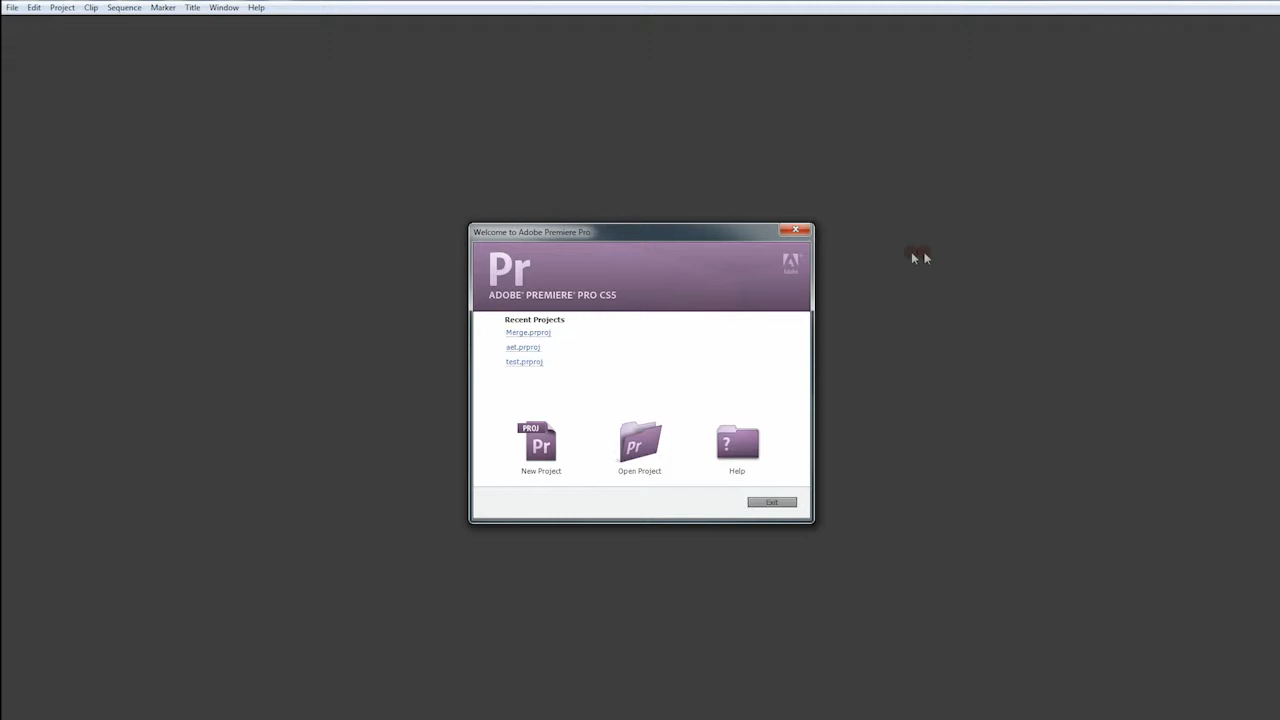 File Edit Project Clip Sequence Marker Title Window Help
Welcome to Adobe Premiere Pro
Pr
Adobe
ADOBE® PREMIERE® PRO CS5
Recent Projects
Merge.prproj
aet.prproj
test.prproj
PROJ
Pr
Pr
?
New Project Open Project Help
Exit